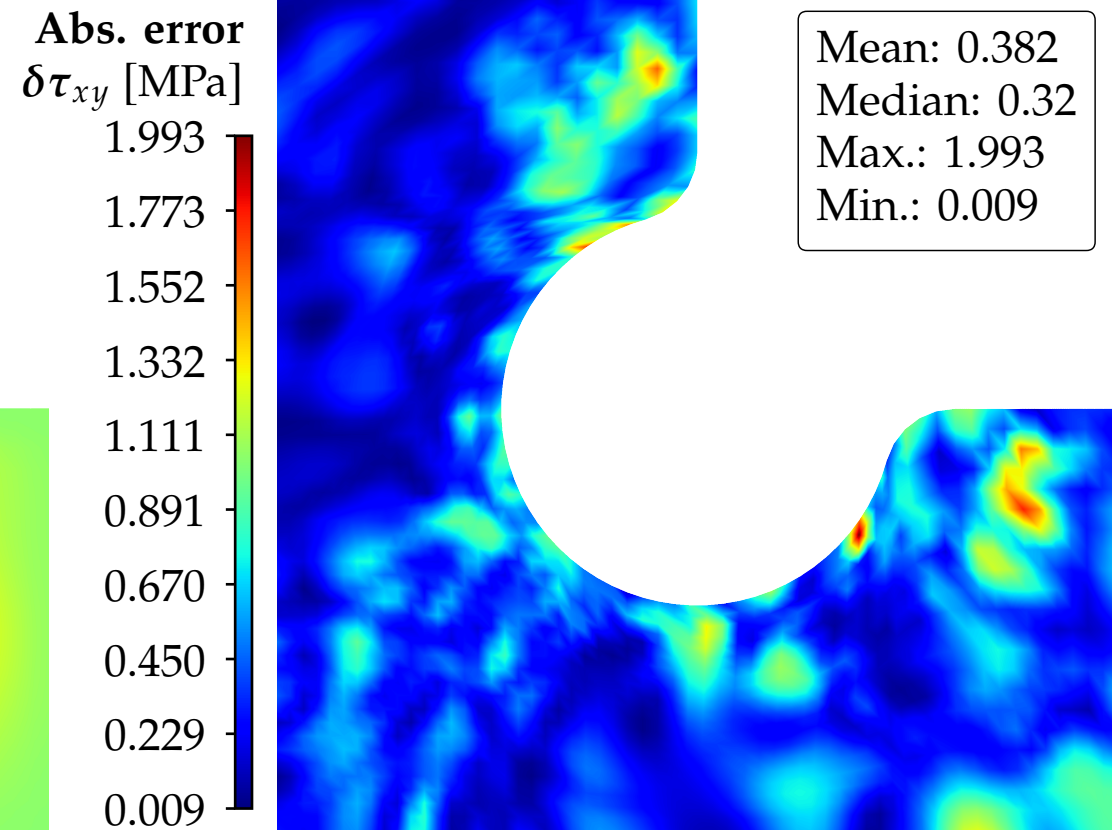 Abs. error
δτxy [MPa]
1.993
1.773
1.552
1.332
1.111
0.891
0.670
0.450
0.229
0.009
Mean: 0.382
Median: 0.32
Max.: 1.993
Min.: 0.009